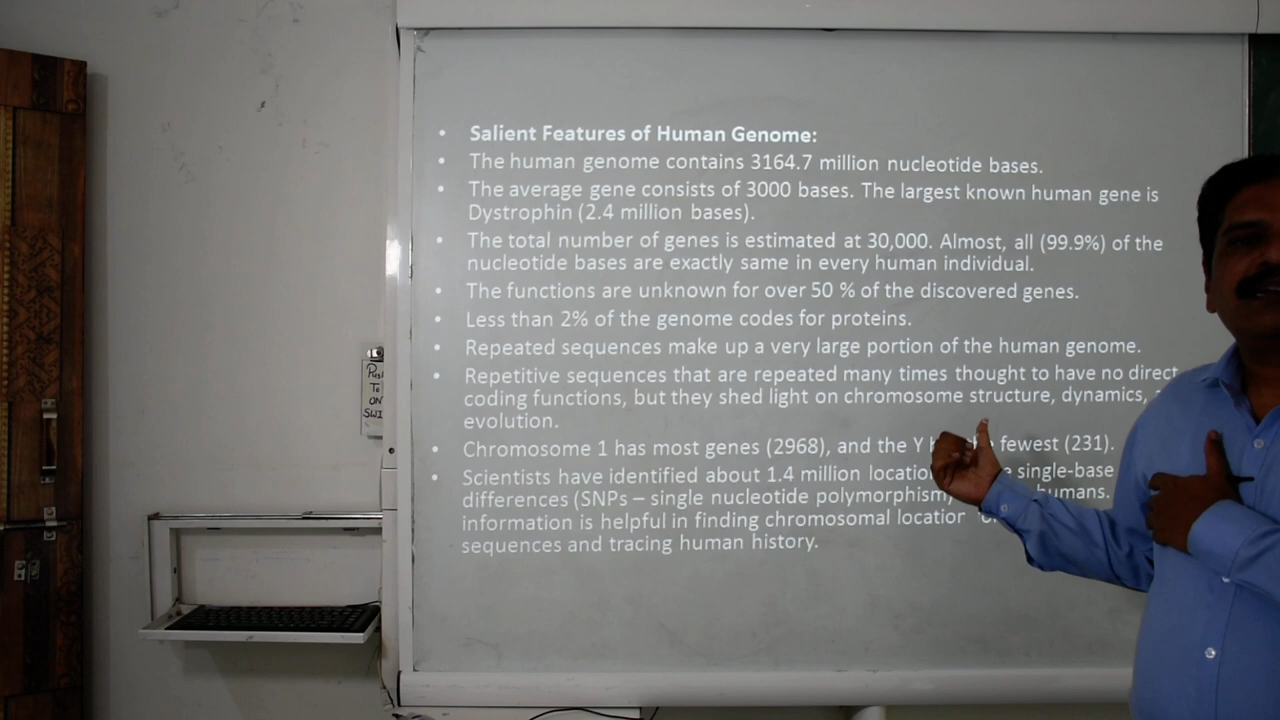 • Salient Features of Human Genome:
• The human genome contains 3164.7 million nucleotide bases.
• The average gene consists of 3000 bases. The largest known human gene is
Dystrophin (2.4 million bases).
• The total number of genes is estimated at 30,000. Almost, all (99.9%) of the
nucleotide bases are exactly same in every human individual.
• The functions are unknown for over 50 % of the discovered genes.
• Less than 2% of the genome codes for proteins.
• Repeated sequences make up a very large portion of the human genome.
• Repetitive sequences that are repeated many times thought to have no direct
coding functions, but they shed light on chromosome structure, dynamics,
evolution.
• Chromosome 1 has most genes (2968), and the Y fewest (231).
• Scientists have identified about 1.4 million single-base
differences (SNPs – single nucleotide polymorphism) humans.
information is helpful in finding chromosomal
sequences and tracing human history.
To
ON